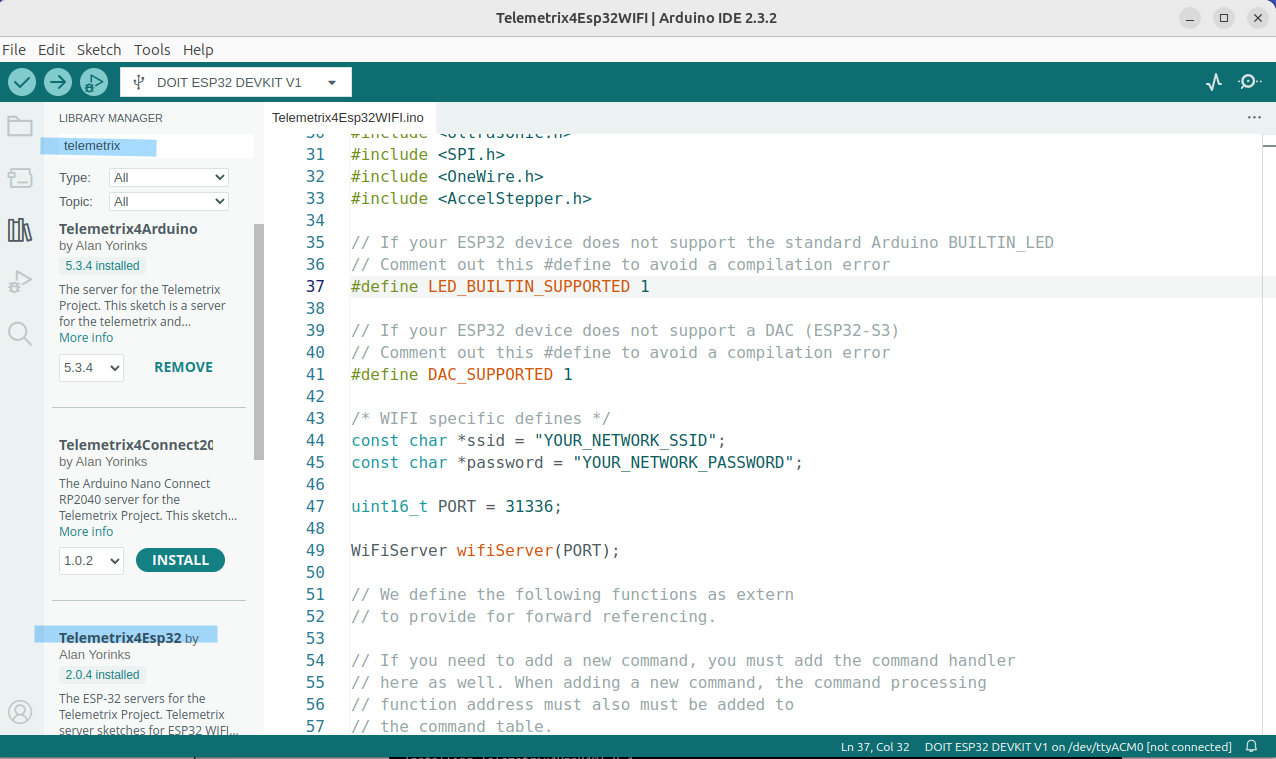 Telemetrix4Esp32WIFI | Arduino IDE 2.3.2
File Edit Sketch Tools Help
DOIT ESP32 DEVKIT V1
LIBRARY MANAGER
telemetrix
Type: All
Topic: All
Telemetrix4Arduino
by Alan Yorinks
5.3.4 installed
The server for the Telemetrix
Project. This sketch is a server
for the telemetrix and...
More info
5.3.4 REMOVE
Telemetrix4Connect20
by Alan Yorinks
The Arduino Nano Connect
RP2040 server for the
Telemetrix Project. This sketch...
More info
1.0.2 INSTALL
Telemetrix4Esp32 by
Alan Yorinks
2.0.4 installed
The ESP-32 servers for the
Telemetrix Project. Telemetrix
server sketches for ESP32 WIFI...
Telemetrix4Esp32WIFI.ino
30 #include <Ultrasonic.h>
31 #include <SPI.h>
32 #include <OneWire.h>
33 #include <AccelStepper.h>
34
35 // If your ESP32 device does not support the standard Arduino BUILTIN_LED
36 // Comment out this #define to avoid a compilation error
37 #define LED_BUILTIN_SUPPORTED 1
38
39 // If your ESP32 device does not support a DAC (ESP32-S3)
40 // Comment out this #define to avoid a compilation error
41 #define DAC_SUPPORTED 1
42
43 /* WIFI specific defines */
44 const char *ssid = "YOUR_NETWORK_SSID";
45 const char *password = "YOUR_NETWORK_PASSWORD";
46
47 uint16_t PORT = 31336;
48
49 WiFiServer wifiServer(PORT);
50
51 // We define the following functions as extern
52 // to provide for forward referencing.
53
54 // If you need to add a new command, you must add the command handler
55 // here as well. When adding a new command, the command processing
56 // function address must also must be added to
57 // the command table.
Ln 37, Col 32 DOIT ESP32 DEVKIT V1 on /dev/ttyACM0 [not connected]